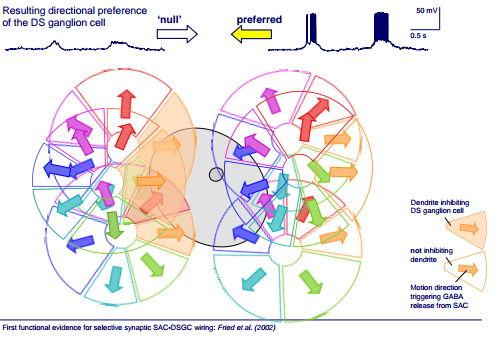 Resulting directional preference
of the DS ganglion cell
'null'
preferred
50 mV
0.5 s
Dendrite inhibiting
DS ganglion cell
not inhibiting
dendrite
Motion direction
triggering GABA
release from SAC
First functional evidence for selective synaptic SAC-DSGC wiring: Fried et al. (2002)